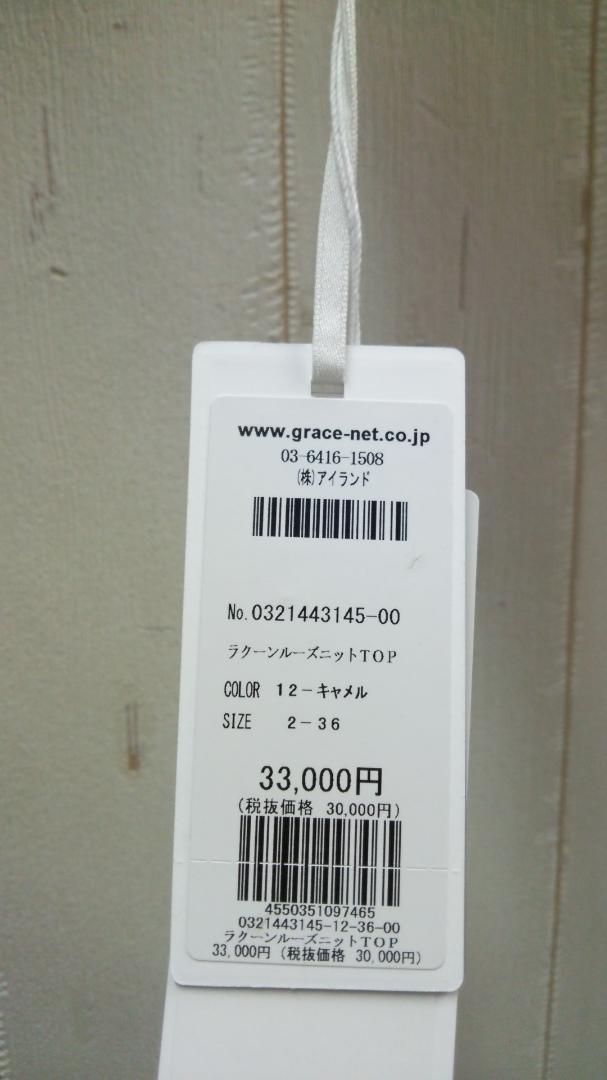 www.grace-net.co.jp
03-6416-1508
(株)アイランド
No.0321443145-00
ラクーンルーズニットTOP
COLOR 12-キャメル
SIZE 2-36
33,000円
(税抜価格 30,000円)
4550351097465
0321443145-12-36-00
ラクーンルーズニットTOP
33,000円 (税抜価格 30,000円)